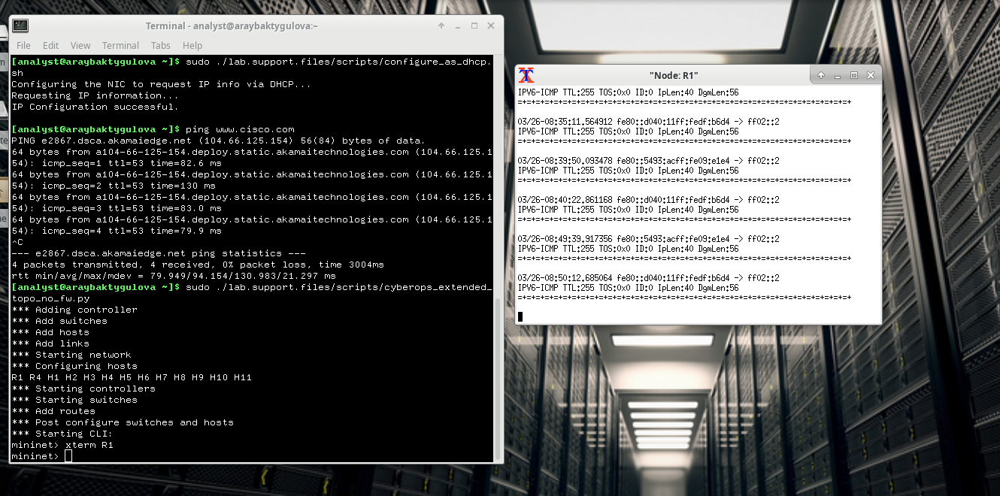 Terminal - analyst@araybaktygulova:~
File Edit View Terminal Tabs Help
[analyst@araybaktygulova ~]$ sudo ./lab.support.files/scripts/configure_as_dhcp.
sh
Configuring the NIC to request IP info via DHCP...
Requesting IP information...
IP Configuration successful.
[analyst@araybaktygulova ~]$ ping www.cisco.com
PING e2867.dsca.akamaiedge.net (104.66.125.154) 56(84) bytes of data.
64 bytes from a104-66-125-154.deploy.static.akamaitechnologies.com (104.66.125.1
54): icmp_seq=1 ttl=53 time=82.6 ms
64 bytes from a104-66-125-154.deploy.static.akamaitechnologies.com (104.66.125.1
54): icmp_seq=2 ttl=53 time=130 ms
64 bytes from a104-66-125-154.deploy.static.akamaitechnologies.com (104.66.125.1
54): icmp_seq=3 ttl=53 time=83.0 ms
64 bytes from a104-66-125-154.deploy.static.akamaitechnologies.com (104.66.125.1
54): icmp_seq=4 ttl=53 time=79.9 ms
^C
--- e2867.dsca.akamaiedge.net ping statistics ---
4 packets transmitted, 4 received, 0% packet loss, time 3004ms
rtt min/avg/max/mdev = 79.949/94.154/130.983/21.297 ms
[analyst@araybaktygulova ~]$ sudo ./lab.support.files/scripts/cyberops_extended_
topo_no_fw.py
*** Adding controller
*** Add switches
*** Add hosts
*** Add links
*** Starting network
*** Configuring hosts
R1 R4 H1 H2 H3 H4 H5 H6 H7 H8 H9 H10 H11
*** Starting controllers
*** Starting switches
*** Add routes
*** Post configure switches and hosts
*** Starting CLI:
mininet> xterm R1
mininet>
"Node: R1"
IPV6-ICMP TTL:255 TOS:0x0 ID:0 IpLen:40 DgmLen:56
=+=+=+=+=+=+=+=+=+=+=+=+=+=+=+=+=+=+=+=+=+=+=+=+=+=+=+=+=+=+=+=+=+=+=+=+=+
03/26-08:35:11.564912 fe80::d040:11ff:fedf:b6d4 -> ff02::2
IPV6-ICMP TTL:255 TOS:0x0 ID:0 IpLen:40 DgmLen:56
=+=+=+=+=+=+=+=+=+=+=+=+=+=+=+=+=+=+=+=+=+=+=+=+=+=+=+=+=+=+=+=+=+=+=+=+=+
03/26-08:39:50.093478 fe80::5493:acff:fe09:e1e4 -> ff02::2
IPV6-ICMP TTL:255 TOS:0x0 ID:0 IpLen:40 DgmLen:56
=+=+=+=+=+=+=+=+=+=+=+=+=+=+=+=+=+=+=+=+=+=+=+=+=+=+=+=+=+=+=+=+=+=+=+=+=+
03/26-08:40:22.861168 fe80::d040:11ff:fedf:b6d4 -> ff02::2
IPV6-ICMP TTL:255 TOS:0x0 ID:0 IpLen:40 DgmLen:56
=+=+=+=+=+=+=+=+=+=+=+=+=+=+=+=+=+=+=+=+=+=+=+=+=+=+=+=+=+=+=+=+=+=+=+=+=+
03/26-08:49:39.917356 fe80::5493:acff:fe09:e1e4 -> ff02::2
IPV6-ICMP TTL:255 TOS:0x0 ID:0 IpLen:40 DgmLen:56
=+=+=+=+=+=+=+=+=+=+=+=+=+=+=+=+=+=+=+=+=+=+=+=+=+=+=+=+=+=+=+=+=+=+=+=+=+
03/26-08:50:12.685064 fe80::d040:11ff:fedf:b6d4 -> ff02::2
IPV6-ICMP TTL:255 TOS:0x0 ID:0 IpLen:40 DgmLen:56
=+=+=+=+=+=+=+=+=+=+=+=+=+=+=+=+=+=+=+=+=+=+=+=+=+=+=+=+=+=+=+=+=+=+=+=+=+